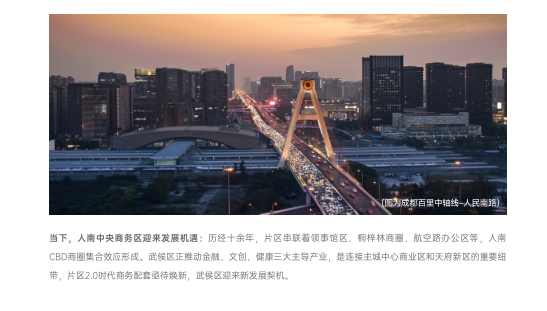 (图为成都百里中轴线–人民南路)
当下，人南中央商务区迎来发展机遇：历经十余年，片区串联着领事馆区、桐梓林商圈、航空路办公区等，人南
CBD商圈集合效应形成。武侯区正推动金融、文创、健康三大主导产业，是连接主城中心商业区和天府新区的重要纽
带，片区2.0时代商务配套亟待焕新，武侯区迎来新发展契机。